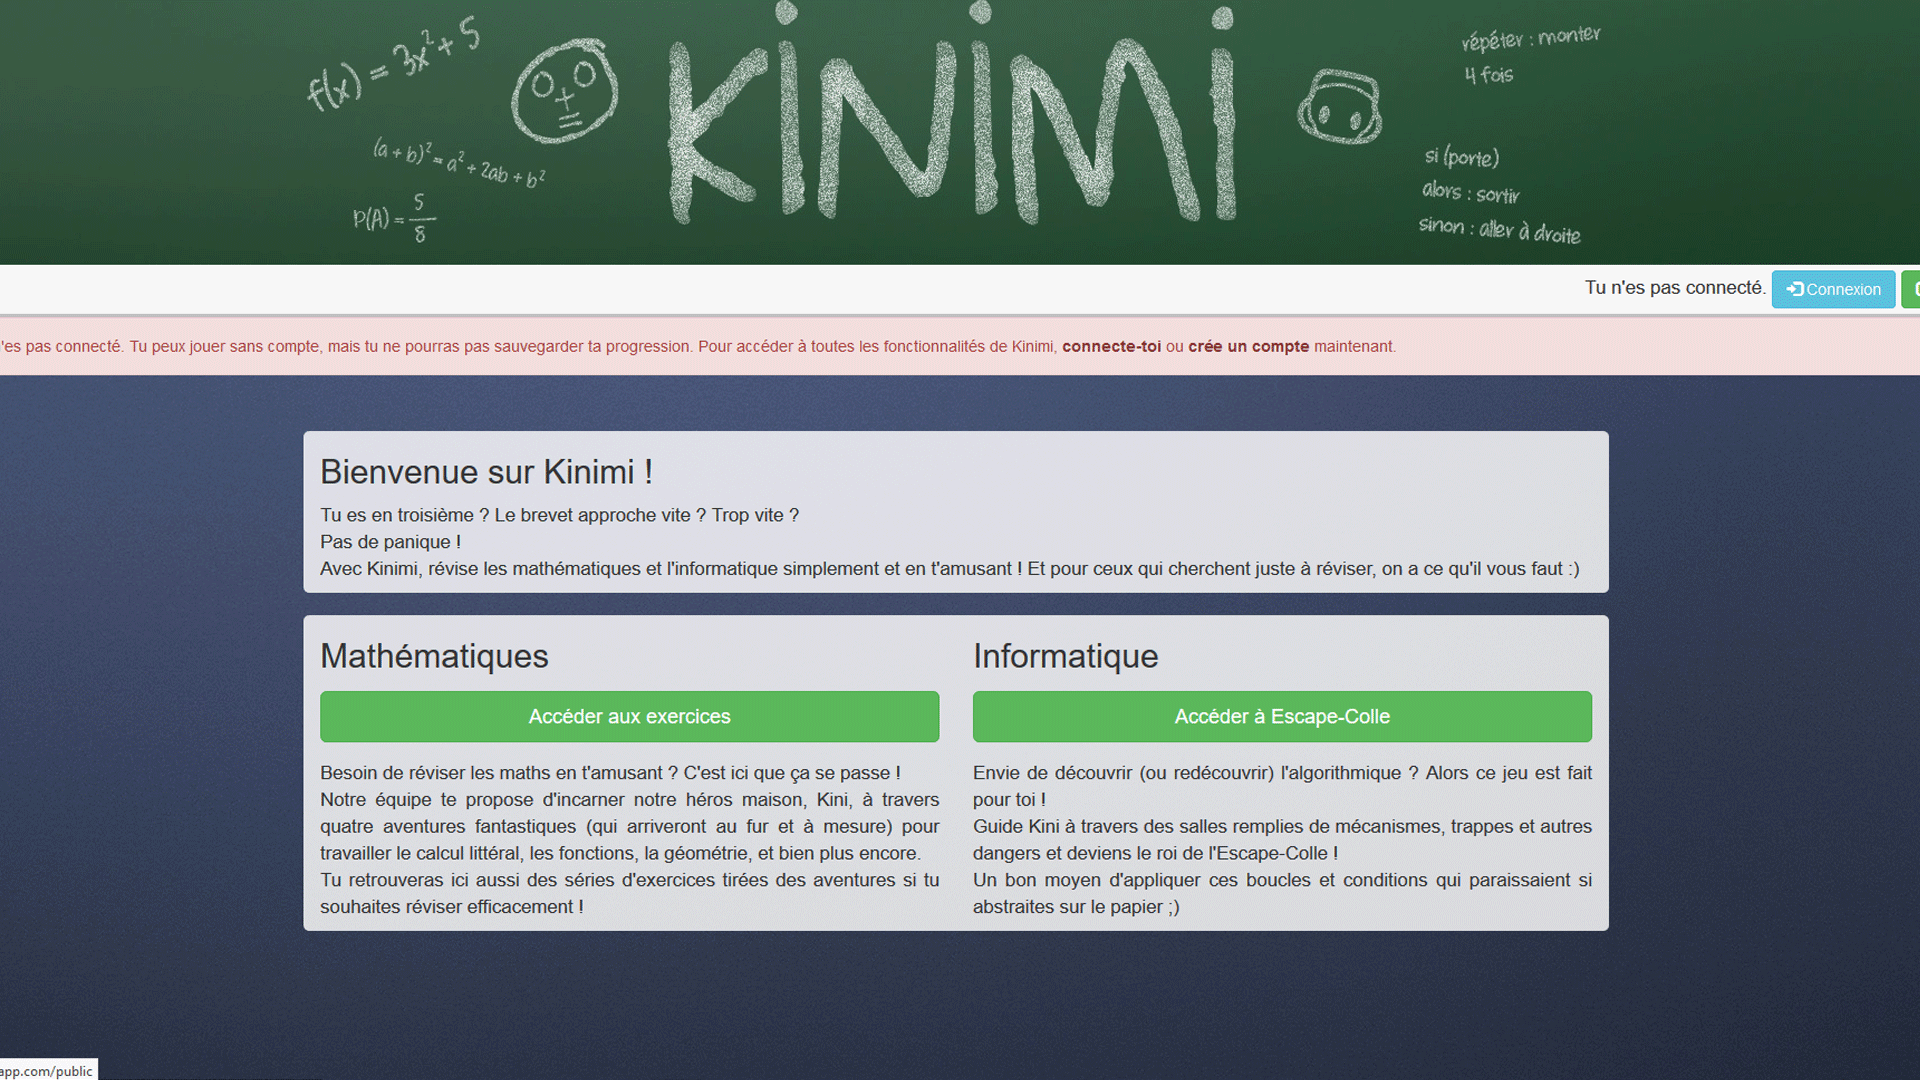 f(x) = 3x² + 5
KINIMI
répéter : monter
4 fois
(a + b)² = a² + 2ab + b²
si (porte)
alors : sortir
P(A) = 5/8
sinon : aller à droite
Tu n'es pas connecté. Connexion
'es pas connecté. Tu peux jouer sans compte, mais tu ne pourras pas sauvegarder ta progression. Pour accéder à toutes les fonctionnalités de Kinimi, connecte-toi ou crée un compte maintenant.
Bienvenue sur Kinimi !
Tu es en troisième ? Le brevet approche vite ? Trop vite ?
Pas de panique !
Avec Kinimi, révise les mathématiques et l'informatique simplement et en t'amusant ! Et pour ceux qui cherchent juste à réviser, on a ce qu'il vous faut :)
Mathématiques
Accéder aux exercices
Besoin de réviser les maths en t'amusant ? C'est ici que ça se passe !
Notre équipe te propose d'incarner notre héros maison, Kini, à travers
quatre aventures fantastiques (qui arriveront au fur et à mesure) pour
travailler le calcul littéral, les fonctions, la géométrie, et bien plus encore.
Tu retrouveras ici aussi des séries d'exercices tirées des aventures si tu
souhaites réviser efficacement !
Informatique
Accéder à Escape-Colle
Envie de découvrir (ou redécouvrir) l'algorithmique ? Alors ce jeu est fait
pour toi !
Guide Kini à travers des salles remplies de mécanismes, trappes et autres
dangers et deviens le roi de l'Escape-Colle !
Un bon moyen d'appliquer ces boucles et conditions qui paraissaient si
abstraites sur le papier ;)
app.com/public